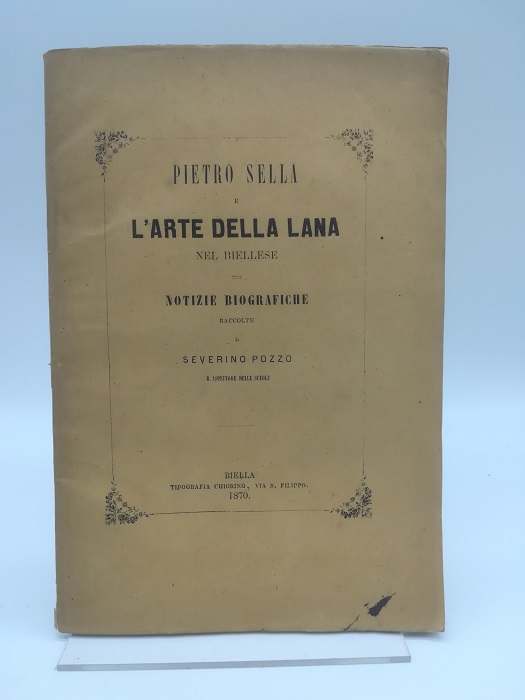 PIETRO SELLA
E
L'ARTE DELLA LANA
NEL BIELLESE
NOTIZIE BIOGRAFICHE
RACCOLTE
SEVERINO POZZO
R. ISPETTORE DELLE SCUOLE
BIELLA
TIPOGRAFIA CHIORINO, VIA S. FILIPPO.
1870.